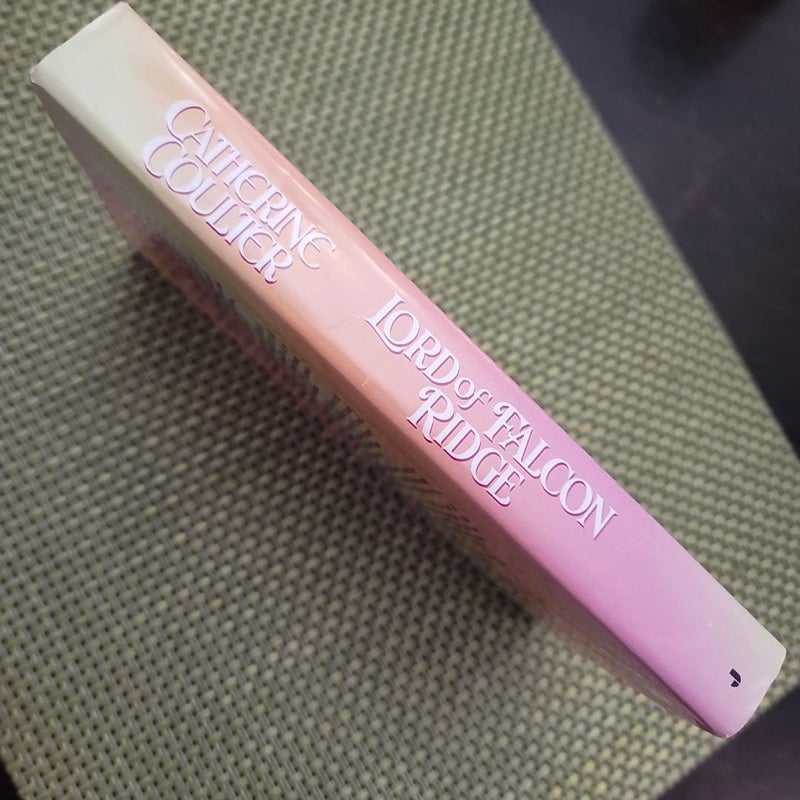 CATHERINE
COULTER
LORD of FALCON
RIDGE
J